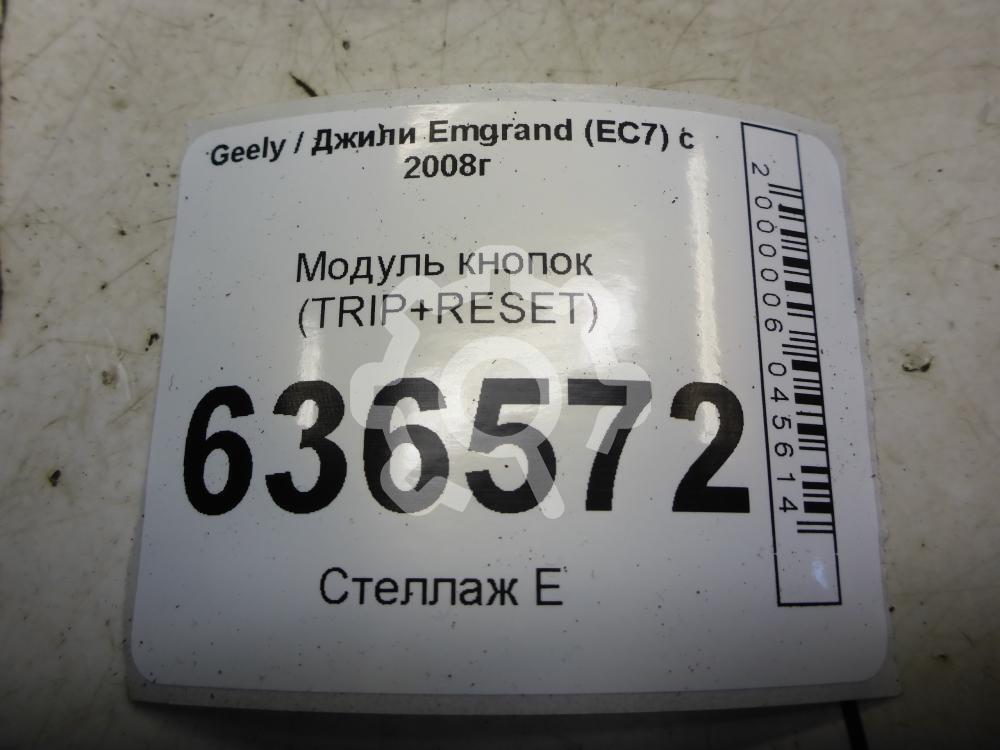 Geely / Джили Emgrand (EC7) с
2008г
Модуль кнопок
(TRIP+RESET)
636572
Стеллаж Е
2000006045614